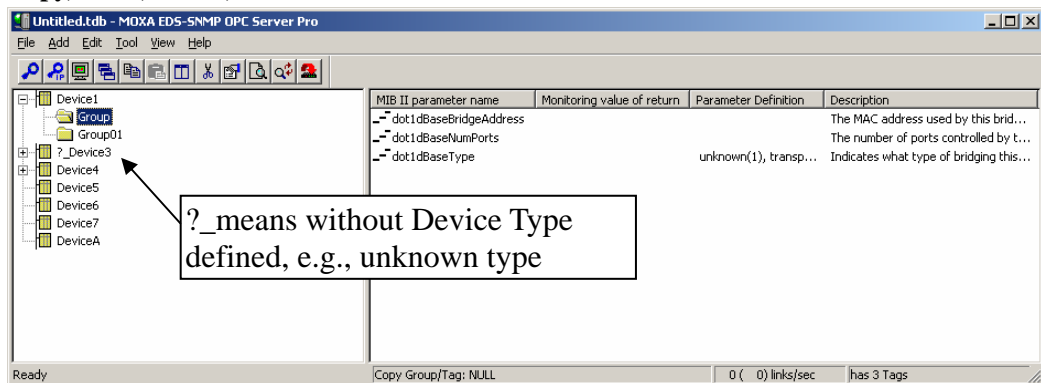 Untitled.tdb - MOXA EDS-SNMP OPC Server Pro
File Add Edit Tool View Help
IP
Device1
Group
Group01
?_Device3
Device4
Device5
Device6
Device7
DeviceA
MIB II parameter name Monitoring value of return Parameter Definition Description
dot1dBaseBridgeAddress The MAC address used by this brid...
dot1dBaseNumPorts The number of ports controlled by t...
dot1dBaseType unknown(1), transp... Indicates what type of bridging this...
?_means without Device Type
defined, e.g., unknown type
Ready Copy Group/Tag: NULL 0 ( 0) links/sec has 3 Tags